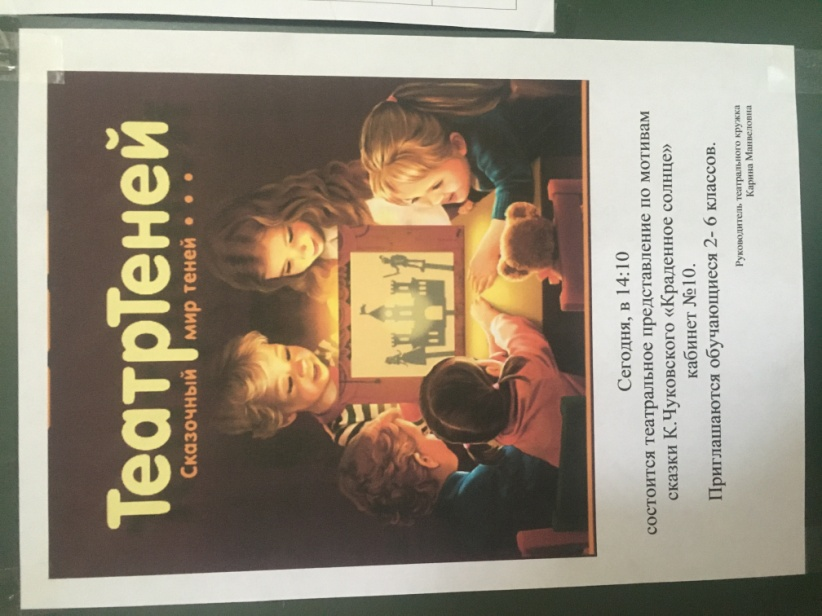 ТеатрТеней
Сказочный мир теней ...
Сегодня, в 14:10
состоится театральное представление по мотивам
сказки К. Чуковского «Краденное солнце»
кабинет №10.
Приглашаются обучающиеся 2- 6 классов.
Руководитель театрального кружка
Карина Манвеловна